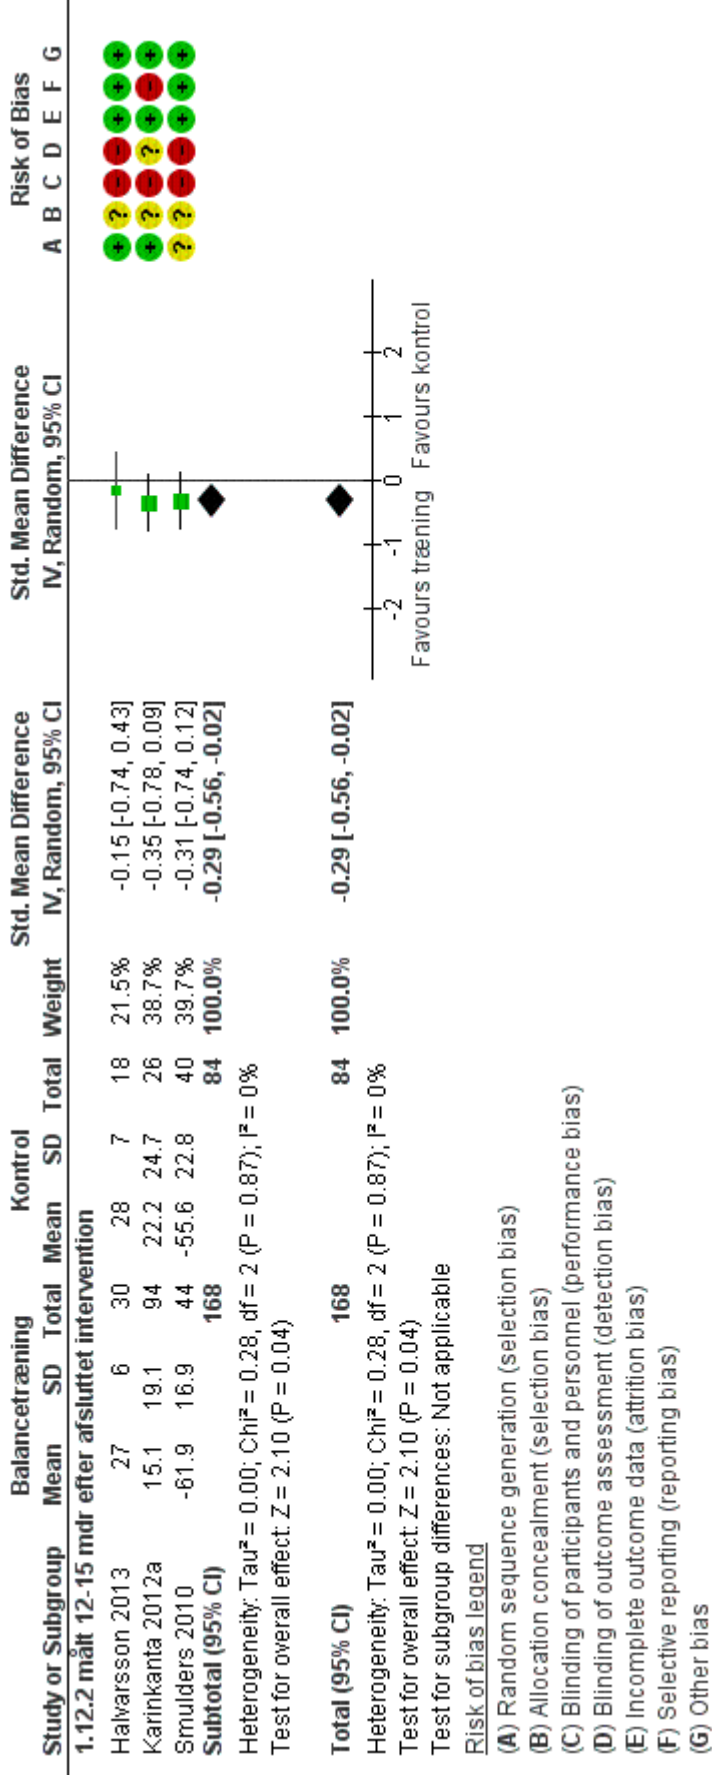 Balancetræning Kontrol Std. Mean Difference Std. Mean Difference Risk of Bias
Study or Subgroup Mean SD Total Mean SD Total Weight IV, Random, 95% CI IV, Random, 95% CI A B C D E F G
1.12.2 målt 12-15 mdr efter afsluttet intervention
Halvarsson 2013 27 6 30 28 7 18 21.5% -0.15 [-0.74, 0.43] + ? - - + + +
Karinkanta 2012a 15.1 19.1 94 22.2 24.7 26 38.7% -0.35 [-0.78, 0.09] + ? - ? + - +
Smulders 2010 -61.9 16.9 44 -55.6 22.8 40 39.7% -0.31 [-0.74, 0.12] ? ? - - + + +
Subtotal (95% CI) 168 84 100.0% -0.29 [-0.56, -0.02]
Heterogeneity: Tau² = 0.00; Chi² = 0.28, df = 2 (P = 0.87); I² = 0%
Test for overall effect: Z = 2.10 (P = 0.04)
Total (95% CI) 168 84 100.0% -0.29 [-0.56, -0.02]
Heterogeneity: Tau² = 0.00; Chi² = 0.28, df = 2 (P = 0.87); I² = 0%
Test for overall effect: Z = 2.10 (P = 0.04)
Test for subgroup differences: Not applicable
-2 -1 0 1 2
Favours træning Favours kontrol
Risk of bias legend
(A) Random sequence generation (selection bias)
(B) Allocation concealment (selection bias)
(C) Blinding of participants and personnel (performance bias)
(D) Blinding of outcome assessment (detection bias)
(E) Incomplete outcome data (attrition bias)
(F) Selective reporting (reporting bias)
(G) Other bias